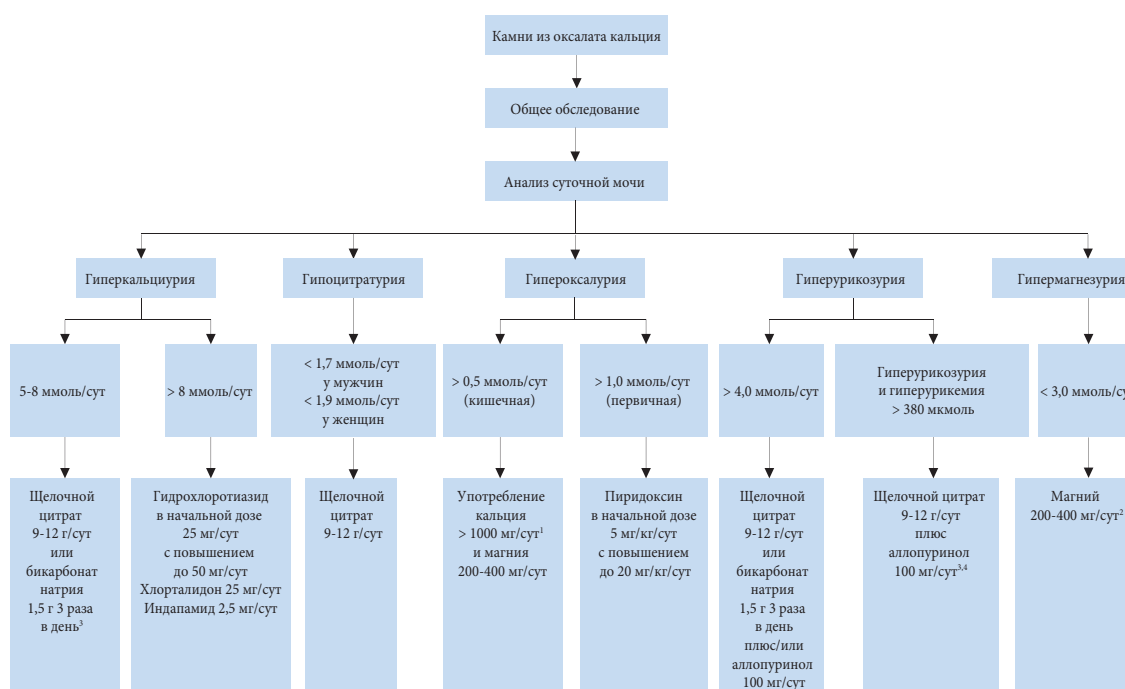 Камни из оксалата кальция
Общее обследование
Анализ суточной мочи
Гиперкальциурия
Гипоцитратурия
Гипероксалурия
Гиперурикозурия
Гипермагнезурия
5-8 ммоль/сут
> 8 ммоль/сут
< 1,7 ммоль/сут
у мужчин
< 1,9 ммоль/сут
у женщин
> 0,5 ммоль/сут
(кишечная)
> 1,0 ммоль/сут
(первичная)
> 4,0 ммоль/сут
Гиперурикозурия
и гиперурикемия
> 380 мкмоль
< 3,0 ммоль/су
Щелочной
цитрат
9-12 г/сут
или
бикарбонат
натрия
1,5 г 3 раза
в день³
Гидрохлоротиазид
в начальной дозе
25 мг/сут
с повышением
до 50 мг/сут
Хлорталидон 25 мг/сут
Индапамид 2,5 мг/сут
Щелочной
цитрат
9-12 г/сут
Употребление
кальция
> 1000 мг/сут¹
и магния
200-400 мг/сут
Пиридоксин
в начальной дозе
5 мг/кг/сут
с повышением
до 20 мг/кг/сут
Щелочной
цитрат
9-12 г/сут
или
бикарбонат
натрия
1,5 г 3 раза
в день
плюс/или
аллопуринол
100 мг/сут
Щелочной цитрат
9-12 г/сут
плюс
аллопуринол
100 мг/сут³,⁴
Магний
200-400 мг/сут²